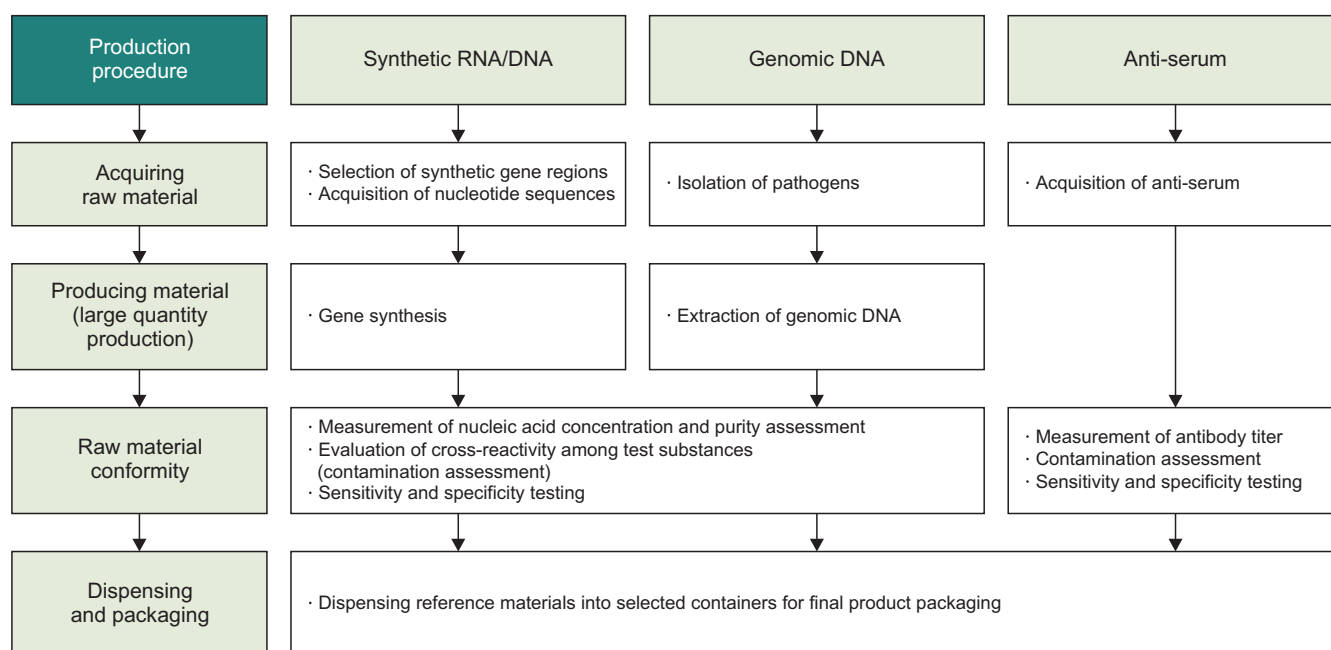 Production
procedure
Synthetic RNA/DNA
Genomic DNA
Anti-serum
Acquiring
raw material
· Selection of synthetic gene regions
· Acquisition of nucleotide sequences
· Isolation of pathogens
· Acquisition of anti-serum
Producing material
(large quantity
production)
· Gene synthesis
· Extraction of genomic DNA
Raw material
conformity
· Measurement of nucleic acid concentration and purity assessment
· Evaluation of cross-reactivity among test substances
(contamination assessment)
· Sensitivity and specificity testing
· Measurement of antibody titer
· Contamination assessment
· Sensitivity and specificity testing
Dispensing
and packaging
· Dispensing reference materials into selected containers for final product packaging